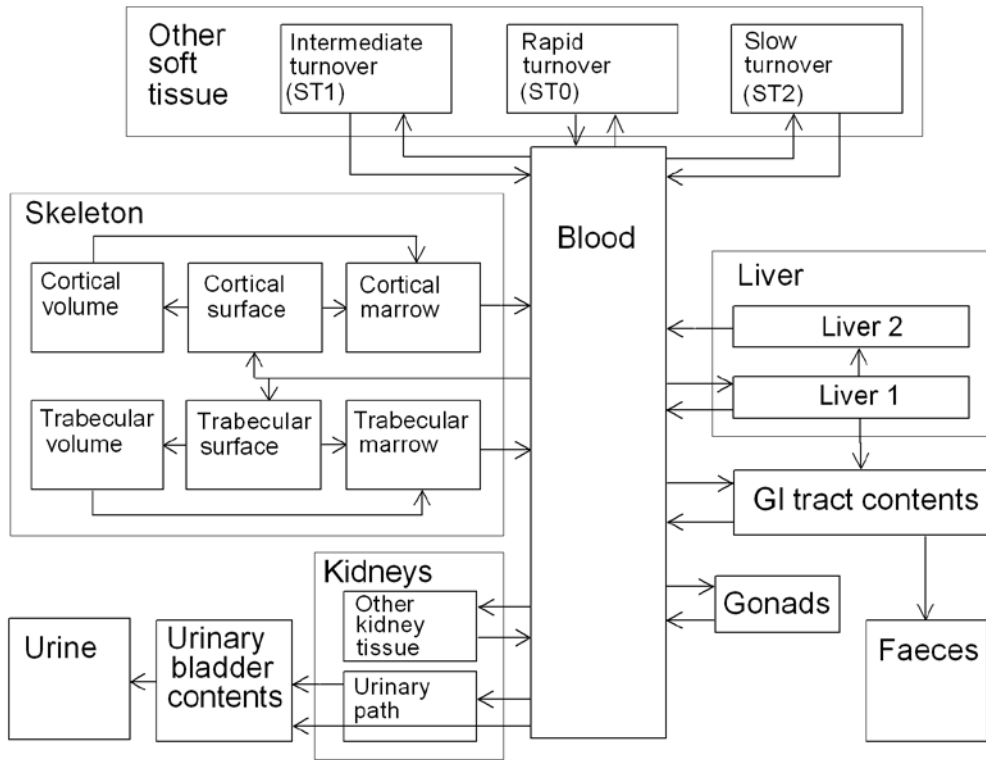 Other
soft
tissue
Intermediate
turnover
(ST1)
Rapid
turnover
(ST0)
Slow
turnover
(ST2)
Blood
Skeleton
Cortical
volume
Cortical
surface
Cortical
marrow
Trabecular
volume
Trabecular
surface
Trabecular
marrow
Liver
Liver 2
Liver 1
GI tract contents
Gonads
Faeces
Kidneys
Other
kidney
tissue
Urinary
path
Urinary
bladder
contents
Urine